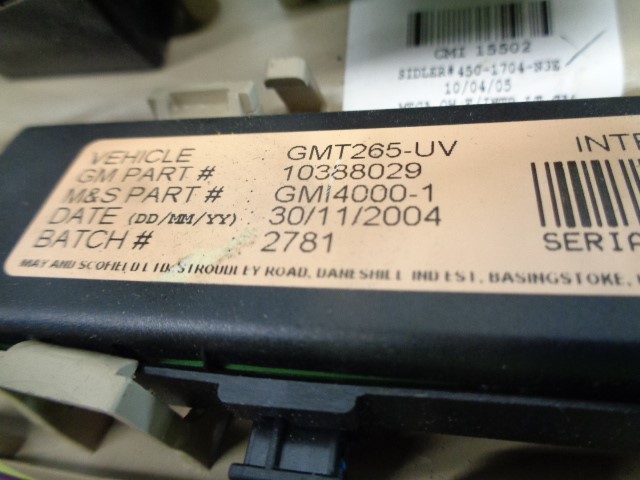 GMI 15502
SIDLER# 450-1704-NJE
10/04/05
VEHICLE GMT265-UV
GM PART # 10388029
M&S PART # GMI4000-1
DATE (DD/MM/YY) 30/11/2004
BATCH # 2781
INTE
SERIA
MAY AND SCOFIELD LTD, STROUDLEY ROAD, DANESHILL IND EST, BASINGSTOKE,